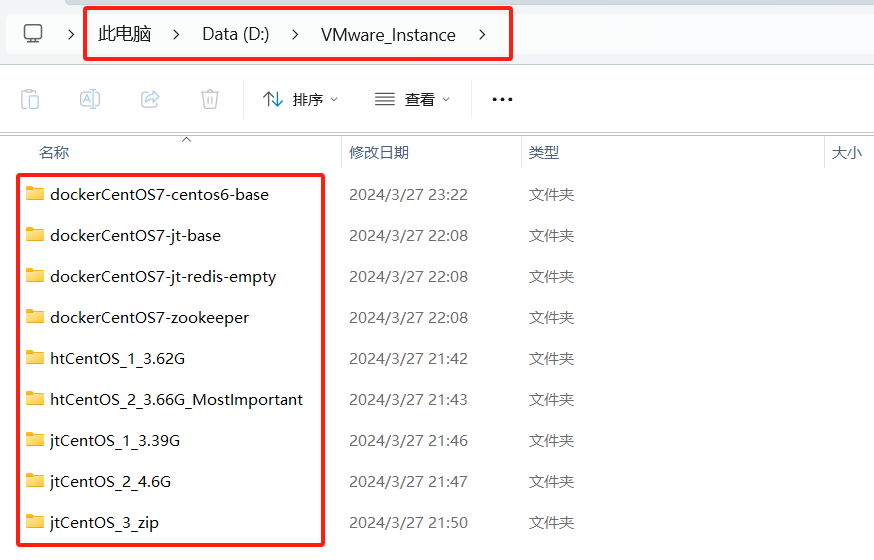 此电脑 > Data (D:) > VMware_Instance >
排序 查看 ...
名称 修改日期 类型 大小
dockerCentOS7-centos6-base 2024/3/27 23:22 文件夹
dockerCentOS7-jt-base 2024/3/27 22:08 文件夹
dockerCentOS7-jt-redis-empty 2024/3/27 22:08 文件夹
dockerCentOS7-zookeeper 2024/3/27 22:08 文件夹
htCentOS_1_3.62G 2024/3/27 21:42 文件夹
htCentOS_2_3.66G_MostImportant 2024/3/27 21:43 文件夹
jtCentOS_1_3.39G 2024/3/27 21:46 文件夹
jtCentOS_2_4.6G 2024/3/27 21:47 文件夹
jtCentOS_3_zip 2024/3/27 21:50 文件夹